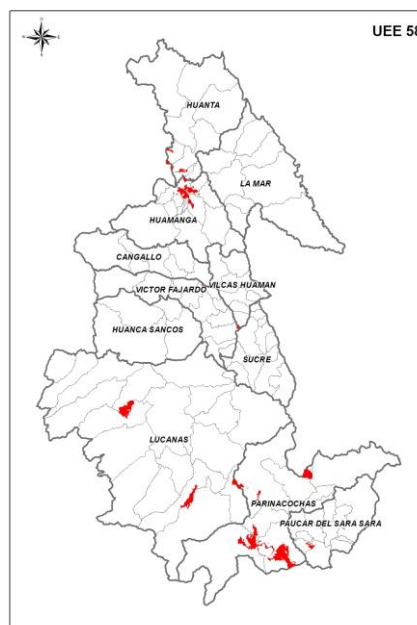 UEE 58
HUANTA
LA MAR
HUAMANGA
CANGALLO
VICTOR FAJARDO
VILCAS HUAMAN
HUANCA SANCOS
SUCRE
LUCANAS
PARINACOCHAS
PAUCAR DEL SARA SARA